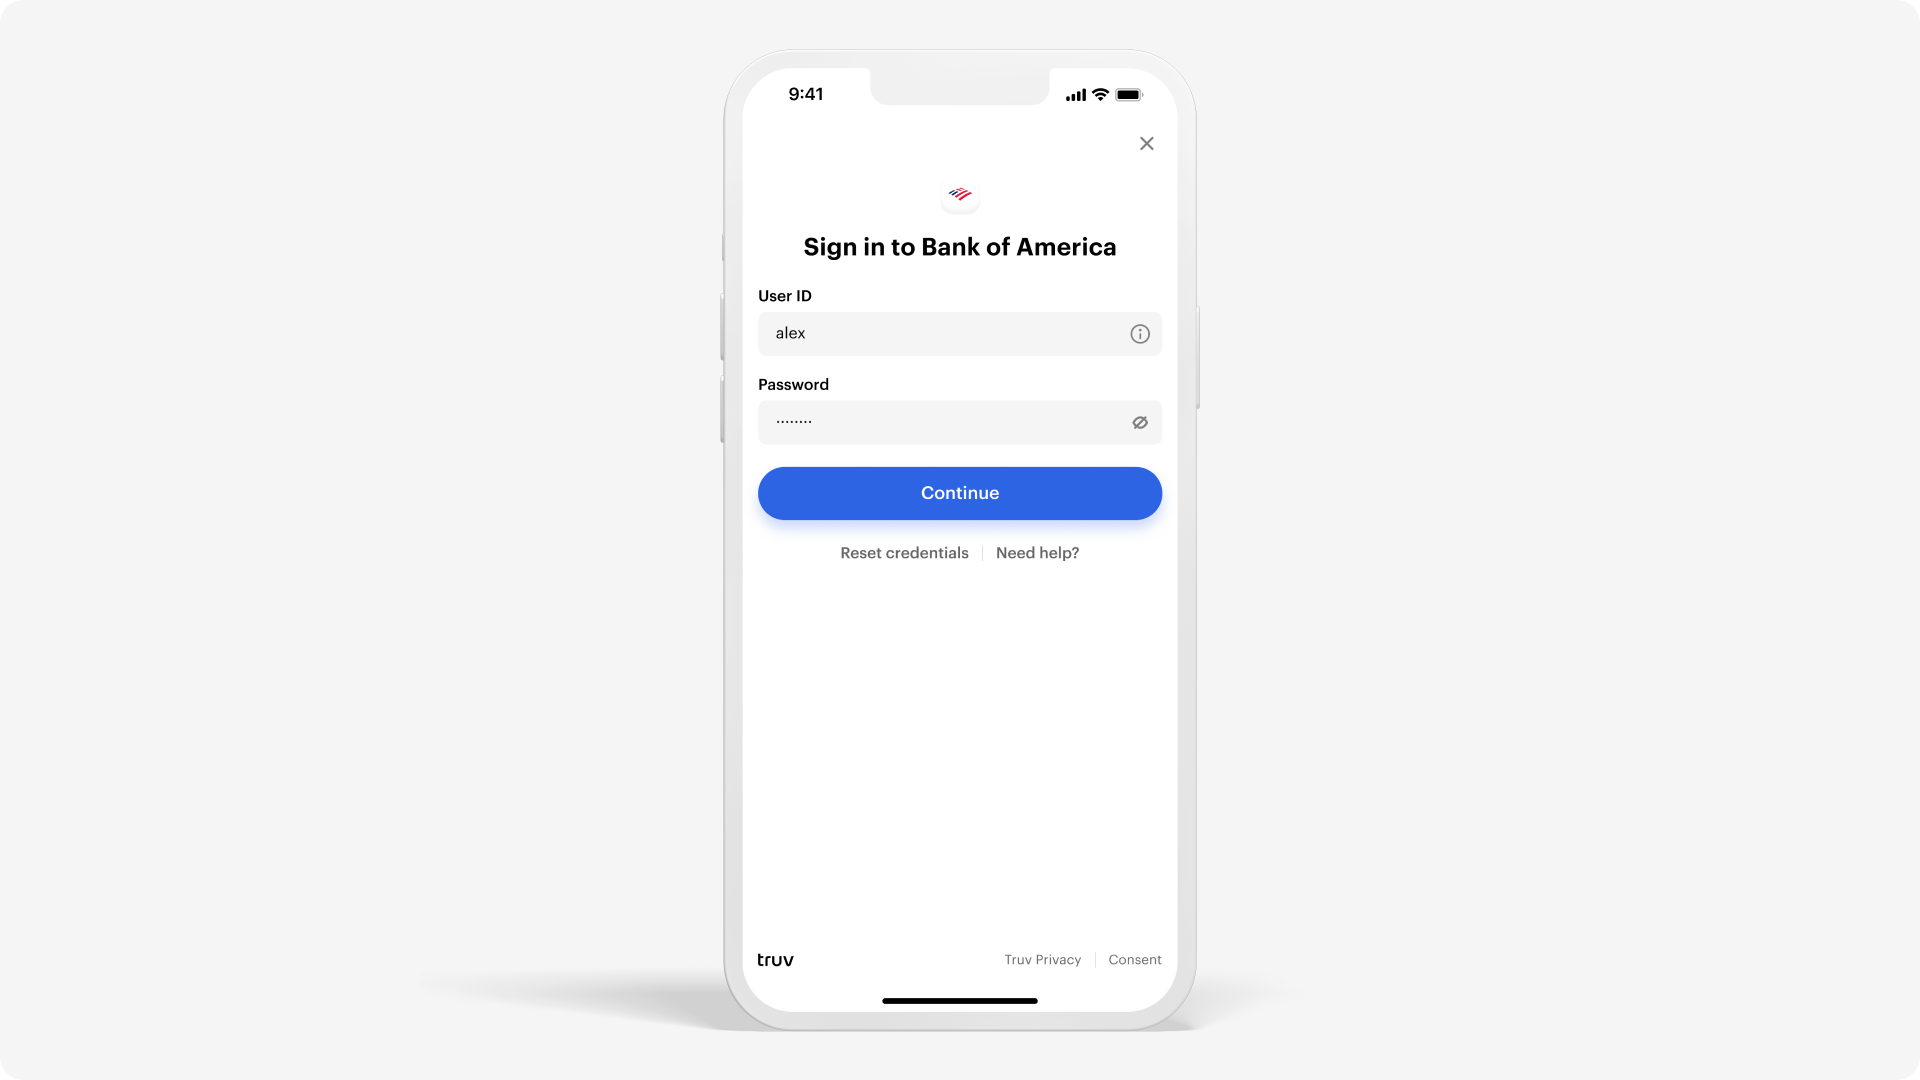 9:41
Sign in to Bank of America
User ID
alex
Password
········
Continue
Reset credentials Need help?
truv Truv Privacy Consent